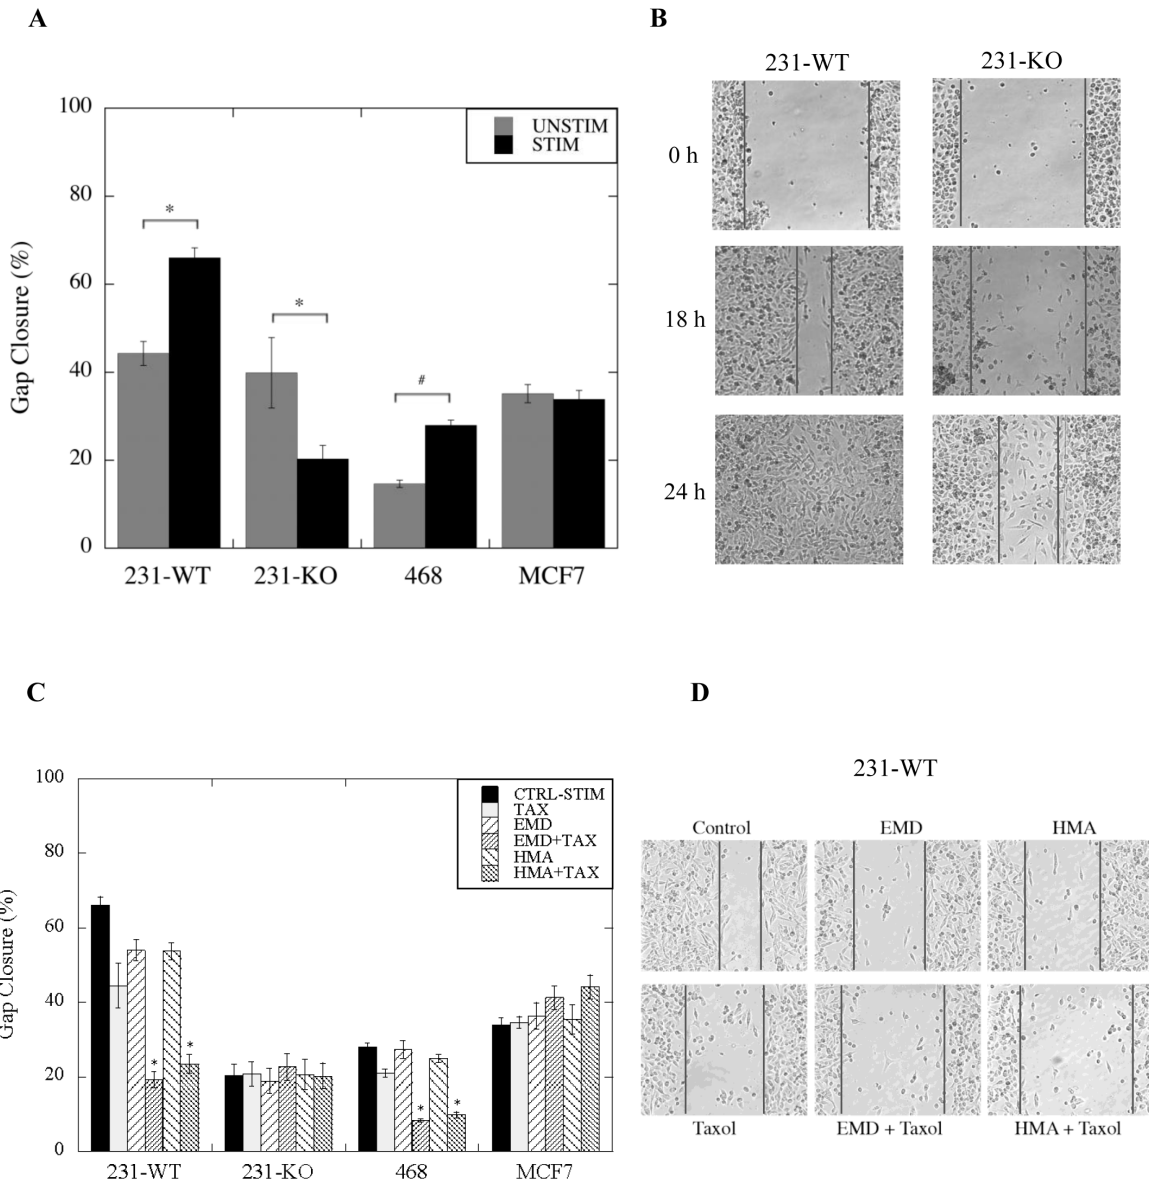 A
100
80
60
40
20
0
Gap Closure (%)
UNSTIM
STIM
*
*
#
231-WT 231-KO 468 MCF7
B
231-WT 231-KO
0 h
18 h
24 h
C
100
80
60
40
20
0
Gap Closure (%)
CTRL-STIM
TAX
EMD
EMD+TAX
HMA
HMA+TAX
* *
* *
231-WT 231-KO 468 MCF7
D
231-WT
Control EMD HMA
Taxol EMD + Taxol HMA + Taxol